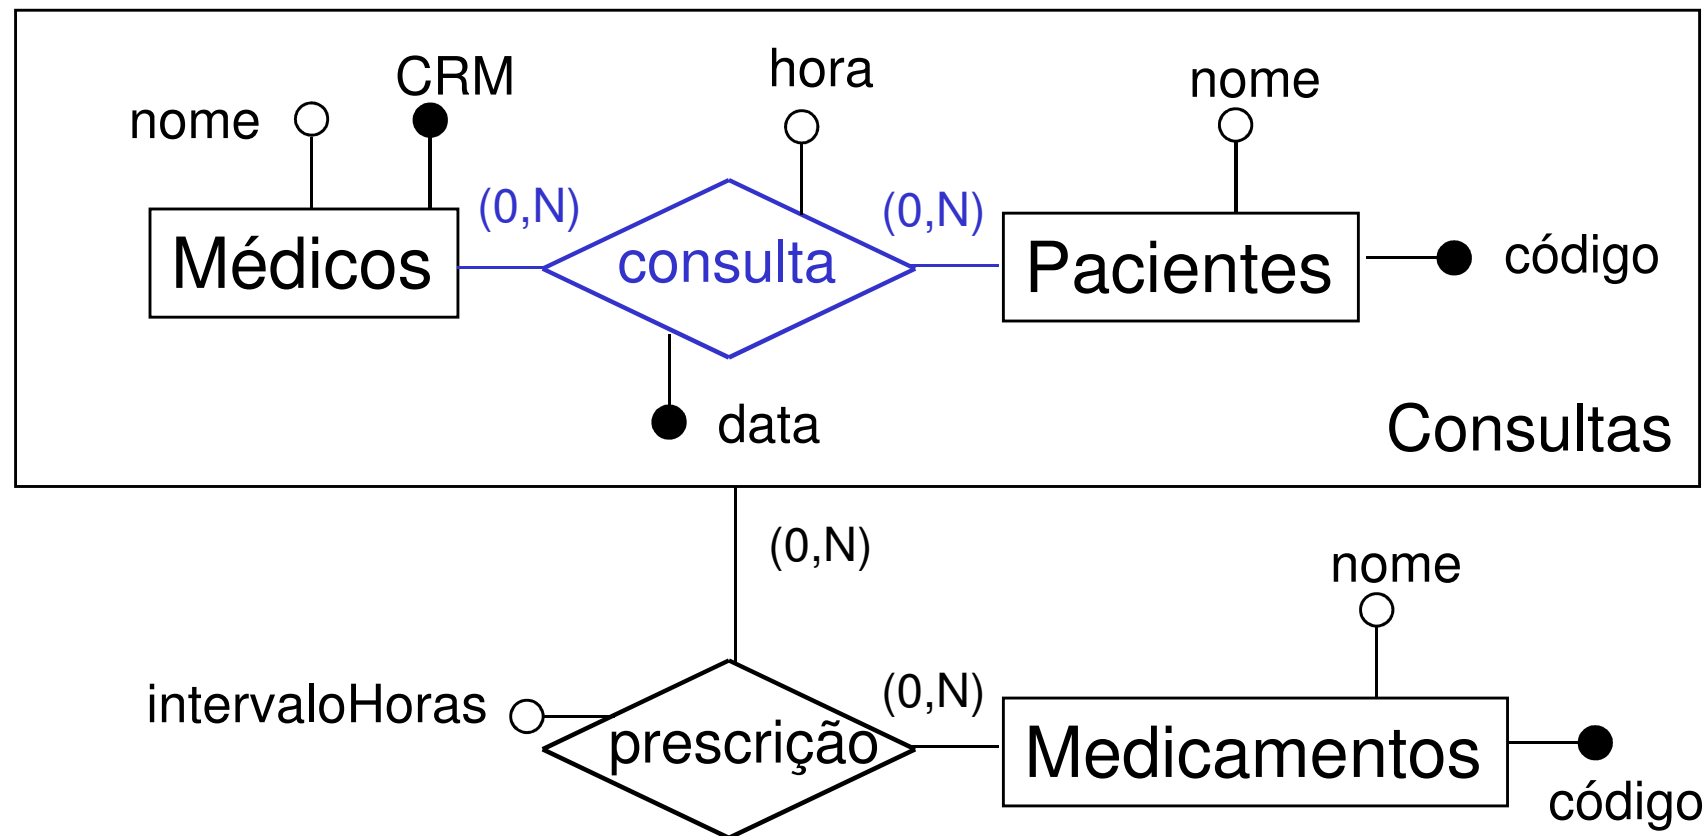 CRM
hora
nome
nome
(0,N)
(0,N)
Médicos
consulta
Pacientes
código
data
Consultas
(0,N)
nome
intervaloHoras
(0,N)
prescrição
Medicamentos
código